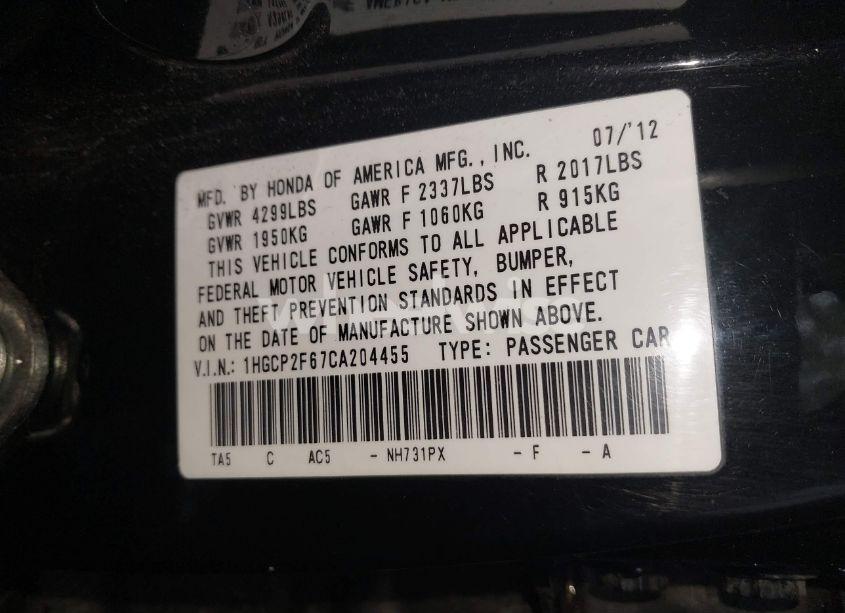 MFD. BY HONDA OF AMERICA MFG., INC. 07/'12
GVWR 4299LBS GAWR F 2337LBS R 2017LBS
GVWR 1950KG GAWR F 1060KG R 915KG
THIS VEHICLE CONFORMS TO ALL APPLICABLE
FEDERAL MOTOR VEHICLE SAFETY, BUMPER,
AND THEFT PREVENTION STANDARDS IN EFFECT
ON THE DATE OF MANUFACTURE SHOWN ABOVE.
V.I.N.: 1HGCP2F67CA204455 TYPE: PASSENGER CAR
TA5 C AC5 - NH731PX - F - A